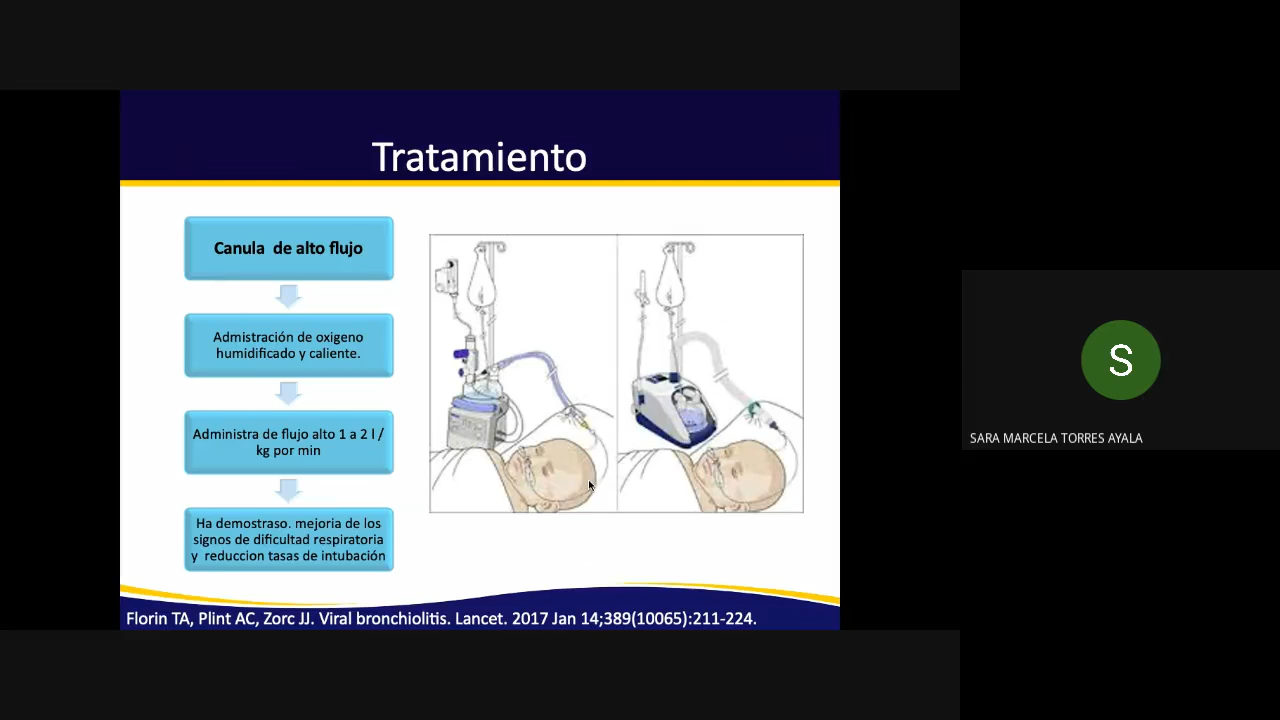 Tratamiento
Canula de alto flujo
Admistración de oxigeno
humidificado y caliente.
Administra de flujo alto 1 a 2 l /
kg por min
Ha demostraso. mejoria de los
signos de dificultad respiratoria
y reduccion tasas de intubación
Florin TA, Plint AC, Zorc JJ. Viral bronchiolitis. Lancet. 2017 Jan 14;389(10065):211-224.
S
SARA MARCELA TORRES AYALA